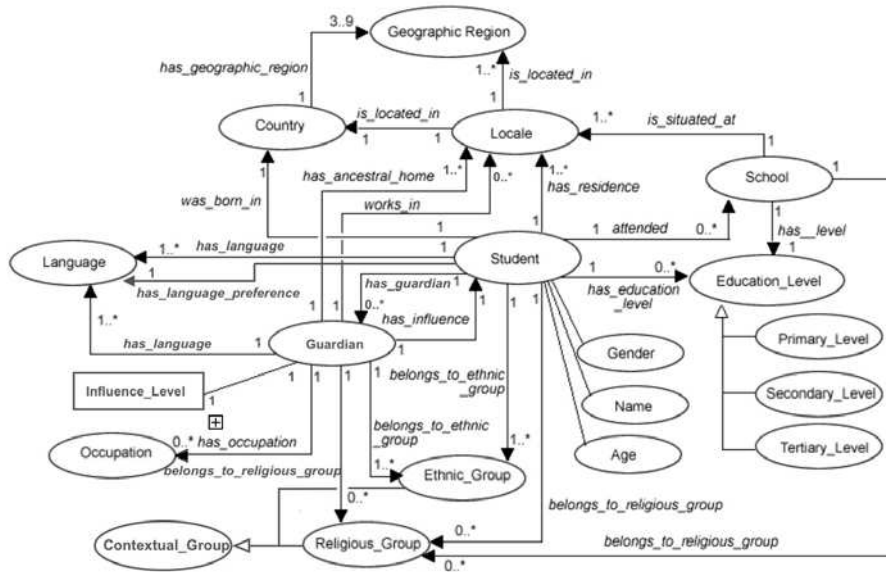 3..9
Geographic Region
has_geographic_region
1..*
is_located_in
1
1
Country
is_located_in
1
1
Locale
1..*
is_situated_at
1
School
1
1
has_ancestral_home
1..*
0..*
1..*
has_residence
was_born_in
works_in
1
1
1
attended
0..*
1
has__level
1
Language
1..*
has_language
1
Student
1
has_language_preference
has_guardian
1
1
1
1
1
0..*
has_education
_level
Education_Level
1..*
1
1
0..*
has_influence
has_language
1
Guardian
1
Gender
Primary_Level
Influence_Level
1
1
1
1
1
belongs_to_ethnic
_group
Name
Secondary_Level
0..*
has_occupation
belongs_to_ethnic
_group
1..*
Age
Tertiary_Level
Occupation
belongs_to_religious_group
1..*
Ethnic_Group
0..*
belongs_to_religious_group
Contextual_Group
Religious_Group
0..*
belongs_to_religious_group
0..*